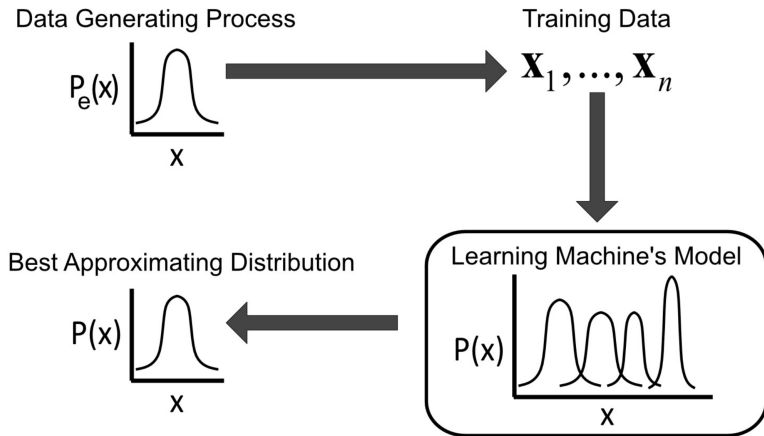 Data Generating Process
Pe(x)
x
Training Data
x1,..., xn
Learning Machine's Model
P(x)
x
Best Approximating Distribution
P(x)
x